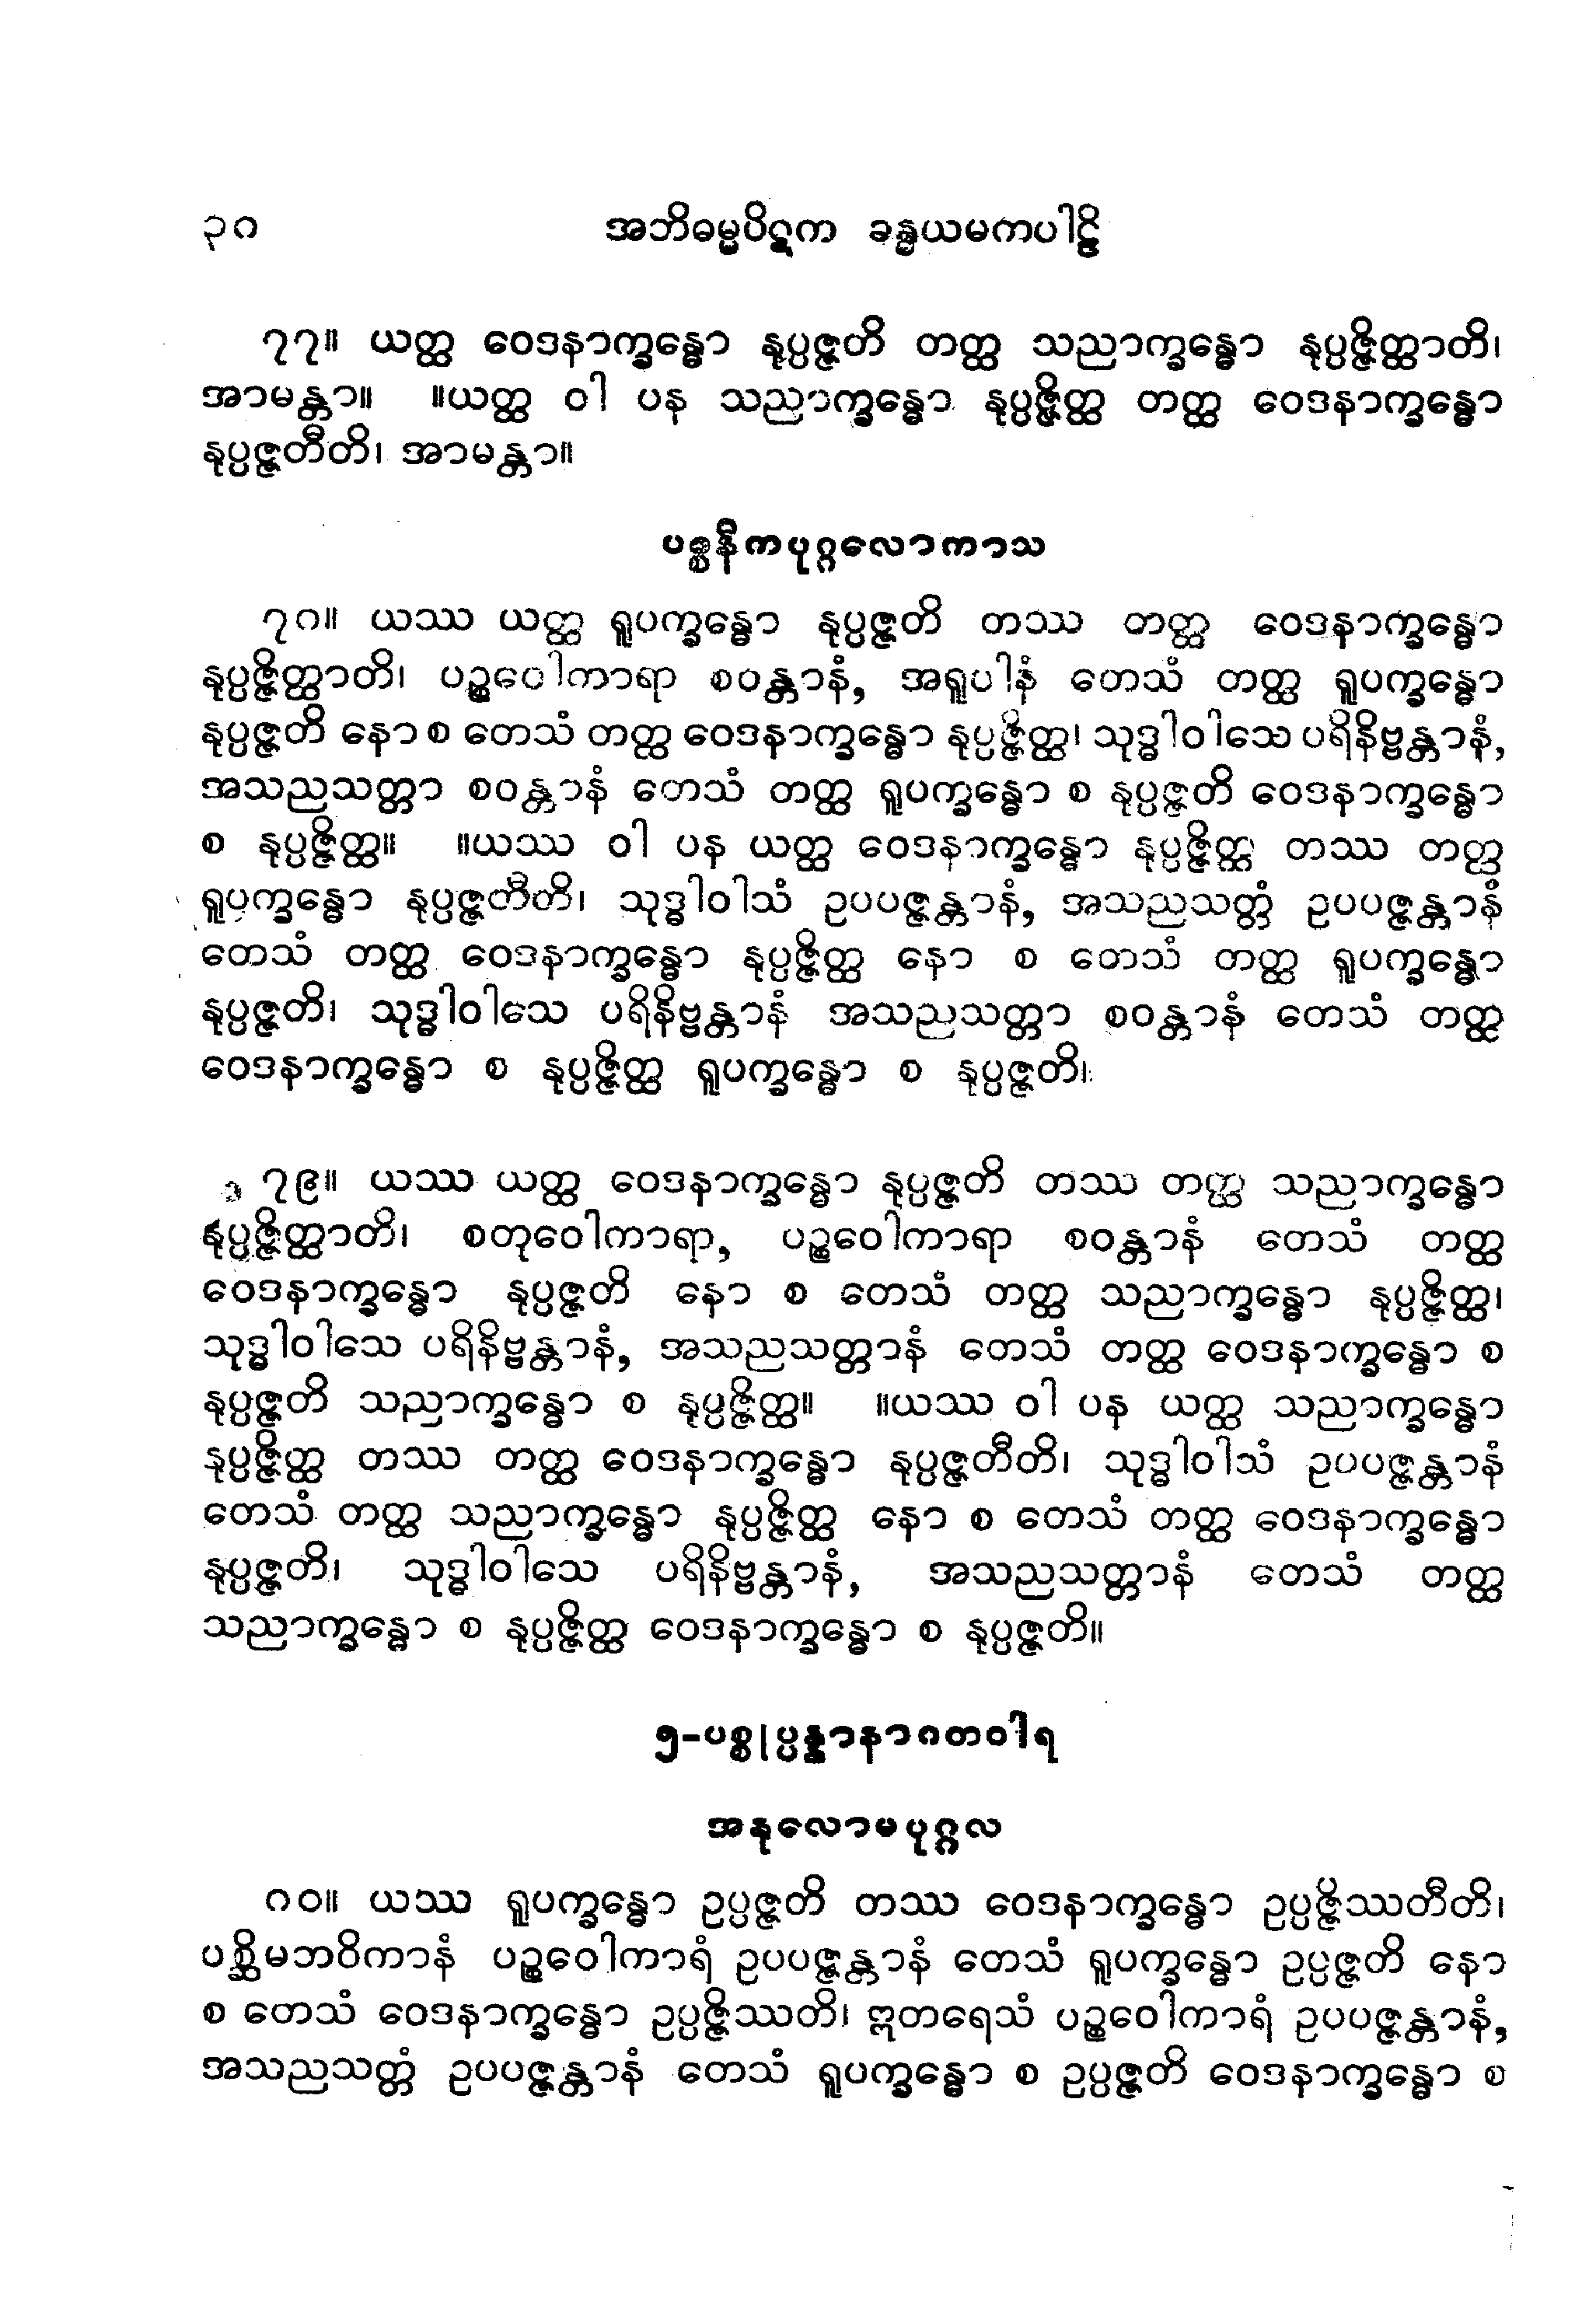 ၃၈ အဘိဓမ္မပိဋက ခန္ဓယမကပါဠိ
၇၇။ ယတ္ထ ဝေဒနာက္ခန္ဓော နုပ္ပဇ္ဇတိ တတ္ထ သညာက္ခန္ဓော နုပ္ပဇ္ဇိတ္ထာတိ၊
အာမန္တာ။ ။ယတ္ထ ဝါ ပန သညာက္ခန္ဓော နုပ္ပဇ္ဇိတ္ထ တတ္ထ ဝေဒနာက္ခန္ဓော
နုပ္ပဇ္ဇတီတိ၊ အာမန္တာ။
ပစ္စနီကပုဂ္ဂလောကာသ
၇၈။ ယဿ ယတ္ထ ရူပက္ခန္ဓော နုပ္ပဇ္ဇတိ တဿ တတ္ထ ဝေဒနာက္ခန္ဓော
နုပ္ပဇ္ဇိတ္ထာတိ၊ ပဉ္စဝေါကာရာ စဝန္တာနံ, အရူပါနံ တေသံ တတ္ထ ရူပက္ခန္ဓော
နုပ္ပဇ္ဇတိ နော စ တေသံ တတ္ထ ဝေဒနာက္ခန္ဓော နုပ္ပဇ္ဇိတ္ထ၊ သုဒ္ဓါဝါသေ ပရိနိဗ္ဗန္တာနံ,
အသညသတ္တာ စဝန္တာနံ တေသံ တတ္ထ ရူပက္ခန္ဓော စ နုပ္ပဇ္ဇတိ ဝေဒနာက္ခန္ဓော
စ နုပ္ပဇ္ဇိတ္ထ။ ။ယဿ ဝါ ပန ယတ္ထ ဝေဒနာက္ခန္ဓော နုပ္ပဇ္ဇိတ္ထ တဿ တတ္ထ
ရူပက္ခန္ဓော နုပ္ပဇ္ဇတီတိ၊ သုဒ္ဓါဝါသံ ဥပပဇ္ဇန္တာနံ, အသညသတ္တံ ဥပပဇ္ဇန္တာနံ
တေသံ တတ္ထ ဝေဒနာက္ခန္ဓော နုပ္ပဇ္ဇိတ္ထ နော စ တေသံ တတ္ထ ရူပက္ခန္ဓော
နုပ္ပဇ္ဇတိ၊ သုဒ္ဓါဝါသေ ပရိနိဗ္ဗန္တာနံ အသညသတ္တာ စဝန္တာနံ တေသံ တတ္ထ
ဝေဒနာက္ခန္ဓော စ နုပ္ပဇ္ဇိတ္ထ ရူပက္ခန္ဓော စ နုပ္ပဇ္ဇတိ။
၇၉။ ယဿ ယတ္ထ ဝေဒနာက္ခန္ဓော နုပ္ပဇ္ဇတိ တဿ တတ္ထ သညာက္ခန္ဓော
နုပ္ပဇ္ဇိတ္ထာတိ၊ စတုဝေါကာရာ, ပဉ္စဝေါကာရာ စဝန္တာနံ တေသံ တတ္ထ
ဝေဒနာက္ခန္ဓော နုပ္ပဇ္ဇတိ နော စ တေသံ တတ္ထ သညာက္ခန္ဓော နုပ္ပဇ္ဇိတ္ထ၊
သုဒ္ဓါဝါသေ ပရိနိဗ္ဗန္တာနံ, အသညသတ္တာနံ တေသံ တတ္ထ ဝေဒနာက္ခန္ဓော စ
နုပ္ပဇ္ဇတိ သညာက္ခန္ဓော စ နုပ္ပဇ္ဇိတ္ထ။ ။ယဿ ဝါ ပန ယတ္ထ သညာက္ခန္ဓော
နုပ္ပဇ္ဇိတ္ထ တဿ တတ္ထ ဝေဒနာက္ခန္ဓော နုပ္ပဇ္ဇတီတိ၊ သုဒ္ဓါဝါသံ ဥပပဇ္ဇန္တာနံ
တေသံ တတ္ထ သညာက္ခန္ဓော နုပ္ပဇ္ဇိတ္ထ နော စ တေသံ တတ္ထ ဝေဒနာက္ခန္ဓော
နုပ္ပဇ္ဇတိ၊ သုဒ္ဓါဝါသေ ပရိနိဗ္ဗန္တာနံ, အသညသတ္တာနံ တေသံ တတ္ထ
သညာက္ခန္ဓော စ နုပ္ပဇ္ဇိတ္ထ ဝေဒနာက္ခန္ဓော စ နုပ္ပဇ္ဇတိ။
၅-ပစ္စုပ္ပန္နာနာဂတဝါရ
အနုလောမပုဂ္ဂလ
၈၀။ ယဿ ရူပက္ခန္ဓော ဥပ္ပဇ္ဇတိ တဿ ဝေဒနာက္ခန္ဓော ဥပ္ပဇ္ဇိဿတီတိ၊
ပစ္ဆိမဘဝိကာနံ ပဉ္စဝေါကာရံ ဥပပဇ္ဇန္တာနံ တေသံ ရူပက္ခန္ဓော ဥပ္ပဇ္ဇတိ နော
စ တေသံ ဝေဒနာက္ခန္ဓော ဥပ္ပဇ္ဇိဿတိ၊ ဣတရေသံ ပဉ္စဝေါကာရံ ဥပပဇ္ဇန္တာနံ,
အသညသတ္တံ ဥပပဇ္ဇန္တာနံ တေသံ ရူပက္ခန္ဓော စ ဥပ္ပဇ္ဇတိ ဝေဒနာက္ခန္ဓော စ